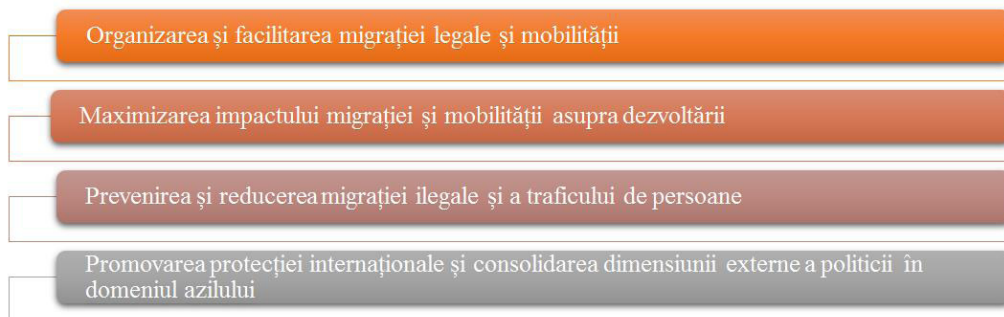 Organizarea și facilitarea migrației legale și mobilității
Maximizarea impactului migrației și mobilității asupra dezvoltării
Prevenirea și reducerea migrației ilegale și a traficului de persoane
Promovarea protecției internaționale și consolidarea dimensiunii externe a politicii în
domeniul azilului